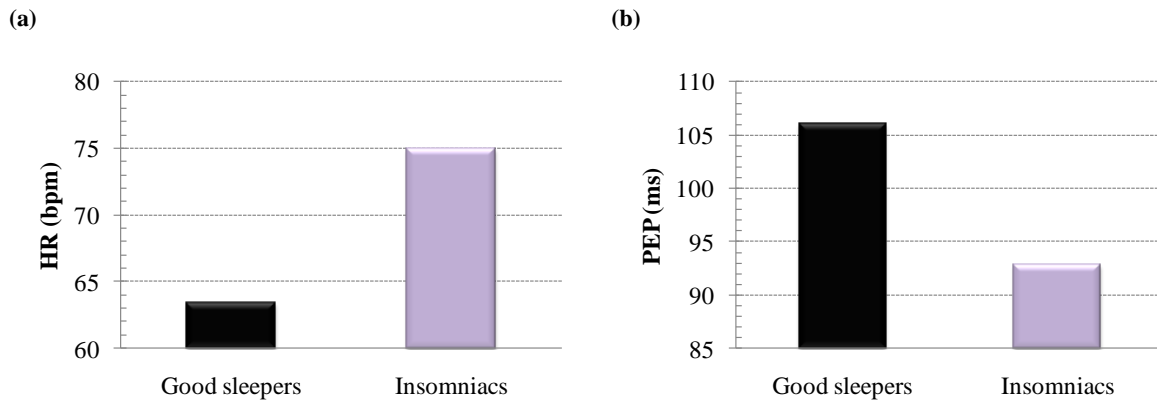 (a)
HR (bpm)
80
75
70
65
60
Good sleepers
Insomniacs
(b)
PEP (ms)
110
105
100
95
90
85
Good sleepers
Insomniacs